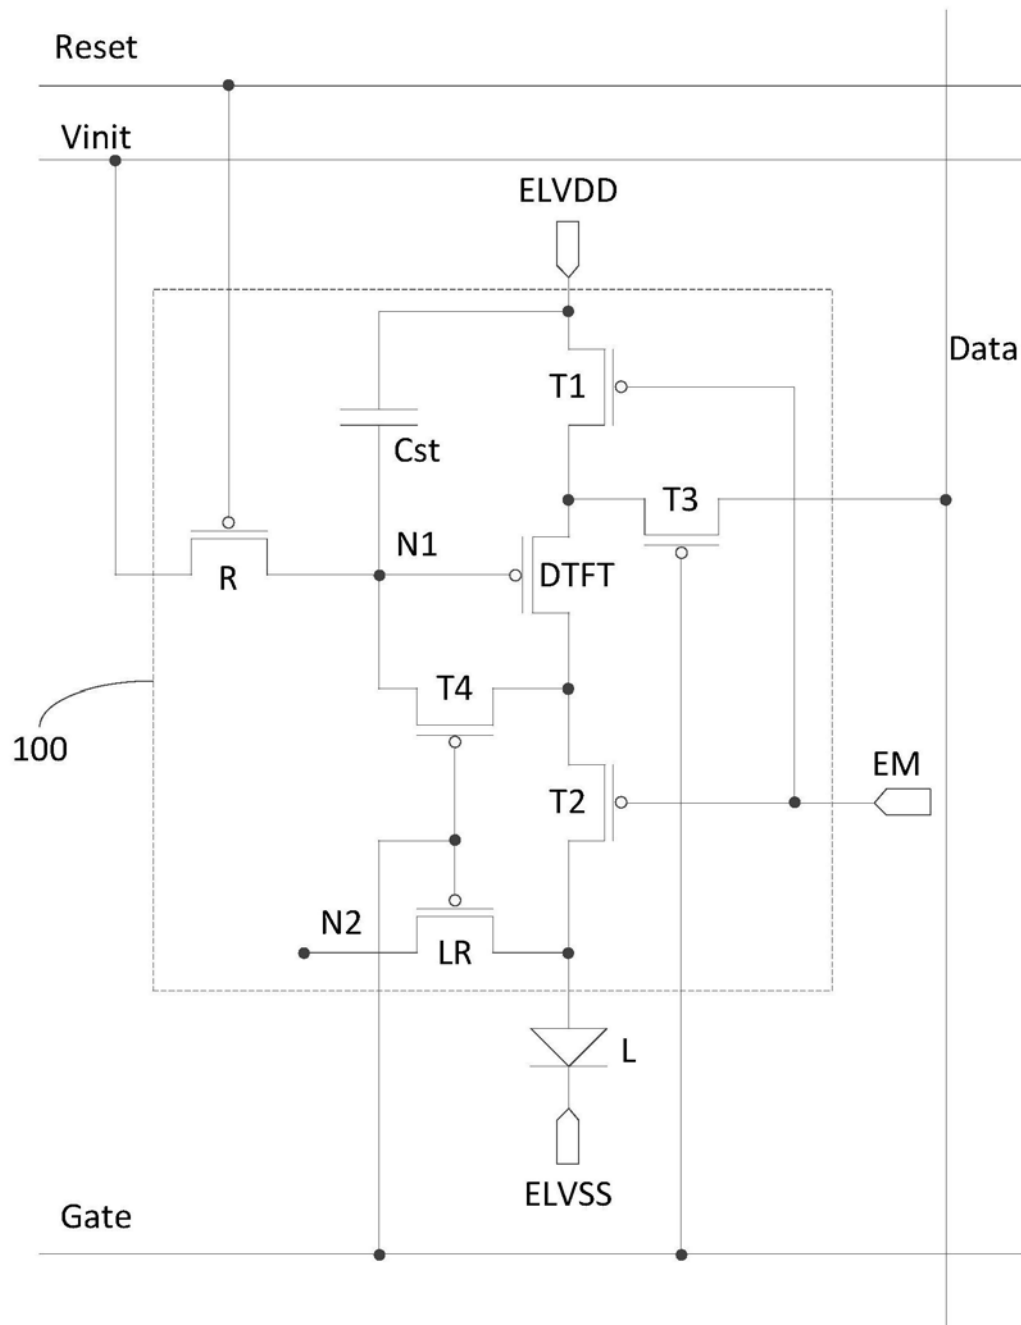 Reset
Vinit
ELVDD
Data
T1
Cst
T3
N1
R
DTFT
T4
100
EM
T2
N2
LR
L
ELVSS
Gate